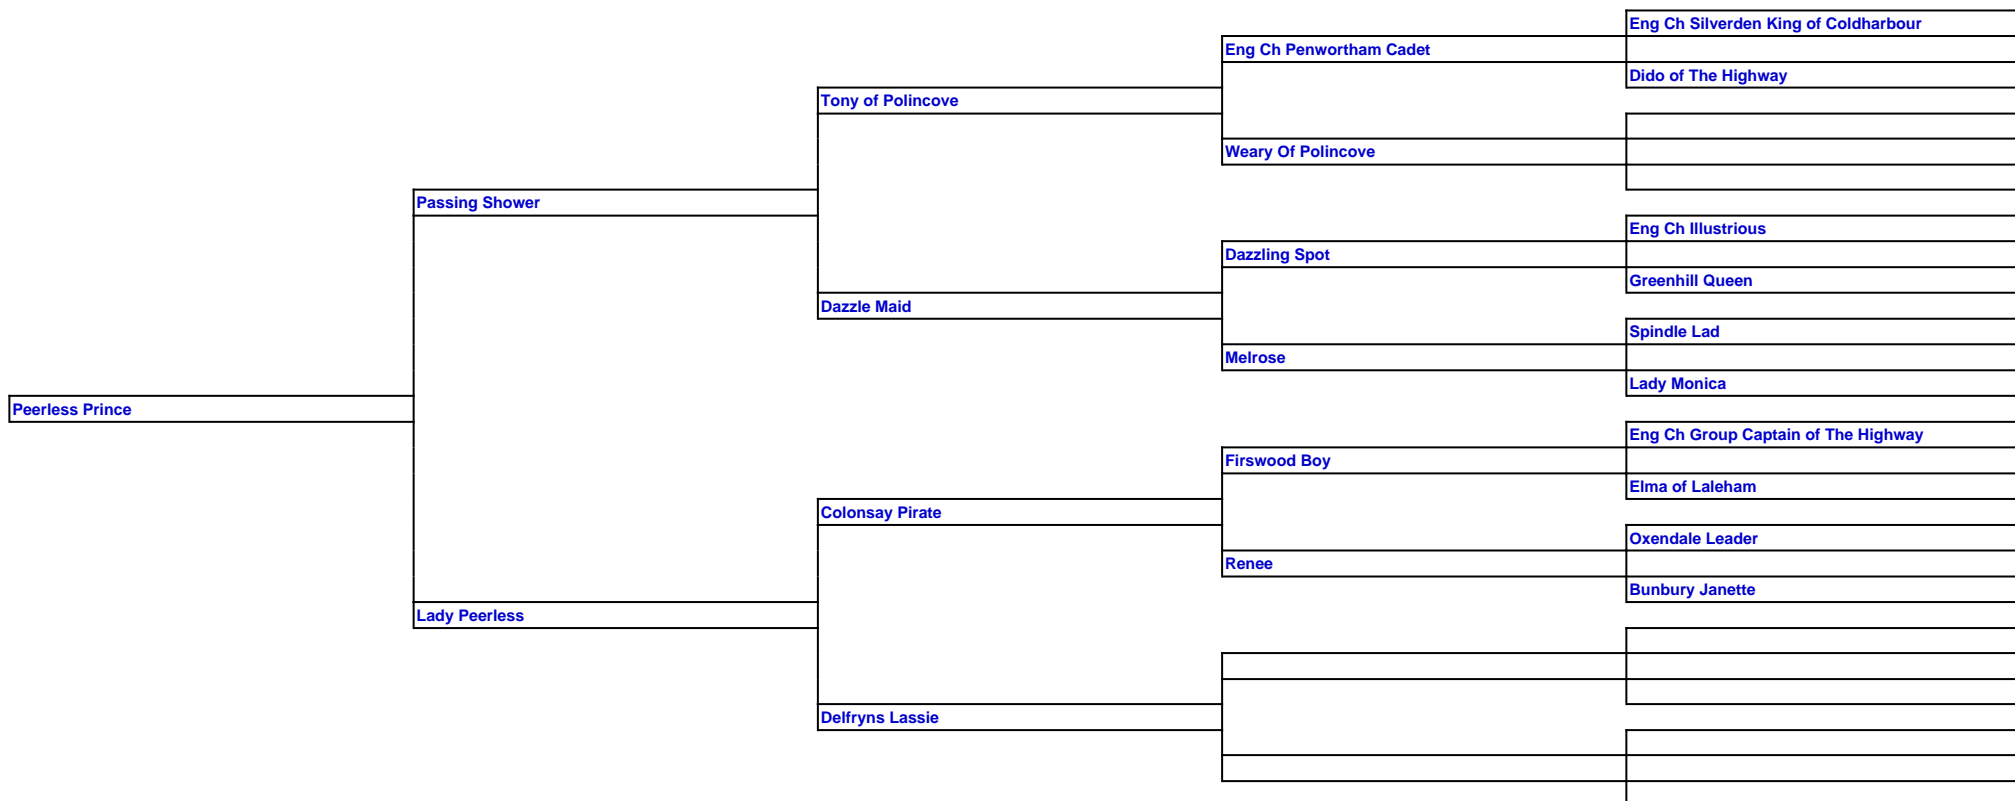 Eng Ch Silverden King of Coldharbour
Eng Ch Penwortham Cadet
Dido of The Highway
Tony of Polincove
Weary Of Polincove
Passing Shower
Eng Ch Illustrious
Dazzling Spot
Greenhill Queen
Dazzle Maid
Spindle Lad
Melrose
Lady Monica
Peerless Prince
Eng Ch Group Captain of The Highway
Firswood Boy
Elma of Laleham
Colonsay Pirate
Oxendale Leader
Renee
Bunbury Janette
Lady Peerless
Delfryns Lassie